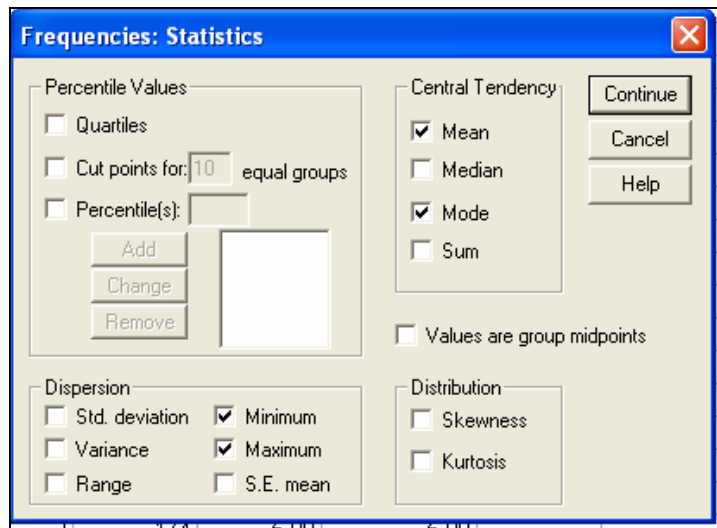 Frequencies: Statistics
Percentile Values
Quartiles
Cut points for: 10 equal groups
Percentile(s):
Add
Change
Remove
Central Tendency
Mean
Median
Mode
Sum
Continue
Cancel
Help
Values are group midpoints
Dispersion
Std. deviation Minimum
Variance Maximum
Range S.E. mean
Distribution
Skewness
Kurtosis